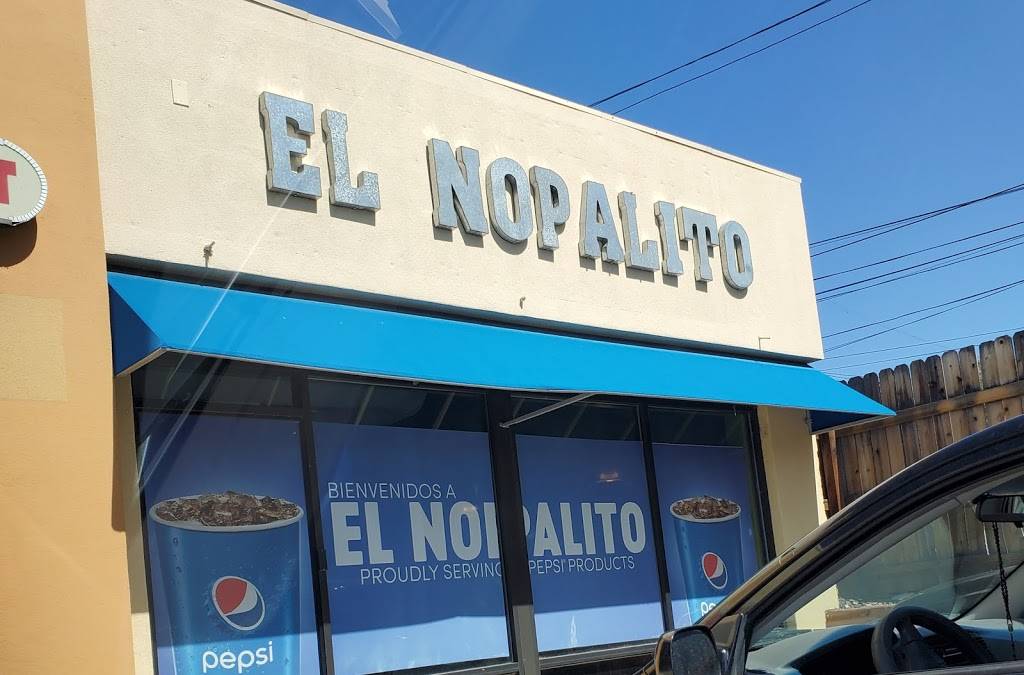 EL NOPALITO
T
BIENVENIDOS A
EL NOPALITO
PROUDLY SERVING PEPSI® PRODUCTS
pepsi